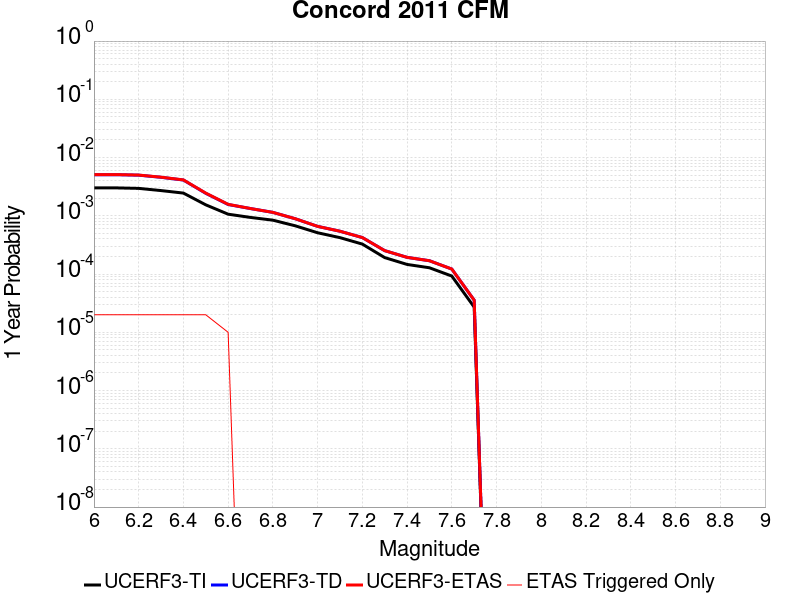 Concord 2011 CFM
10^0
10^-1
10^-2
10^-3
10^-4
10^-5
10^-6
10^-7
10^-8
1 Year Probability
6 6.2 6.4 6.6 6.8 7 7.2 7.4 7.6 7.8 8 8.2 8.4 8.6 8.8 9
Magnitude
UCERF3-TI UCERF3-TD UCERF3-ETAS ETAS Triggered Only